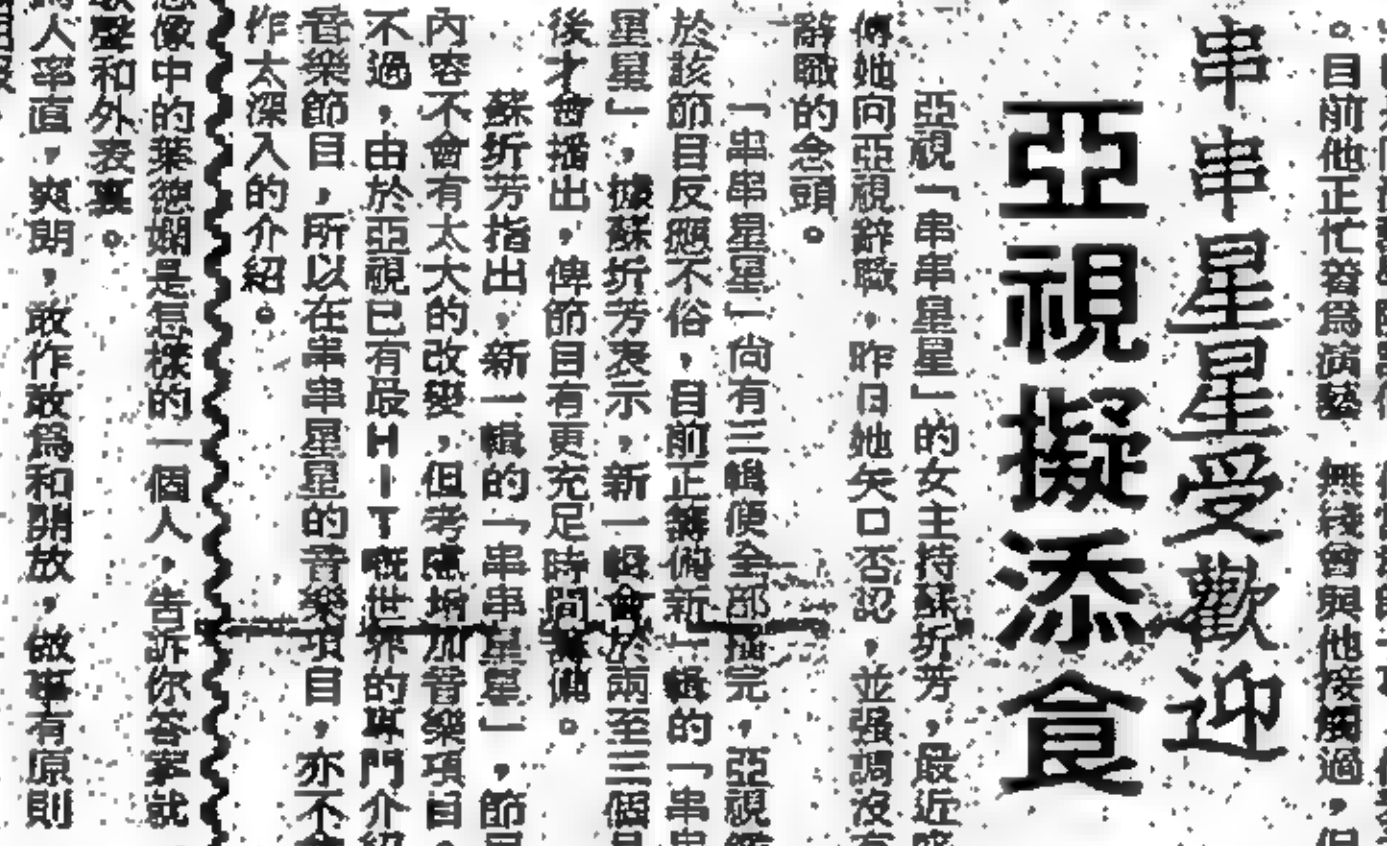 。目前他正忙着爲
無綫曾與他接觸過，但
串串星星受歡迎
亞視擬添食
亞視「串串星星」的女主持蘇圻芳，最近
傳她向亞視辭職，昨日她矢口否認，並强調沒有
辭職的念頭。
「串串星星」尚有三輯便全部播完，亞視
於該節目反應不俗，目前正籌備新一輯的「串串
星星」，據蘇圻芳表示，新一輯會於兩至三個月
後才會播出，俾節目有更充足時間籌備。
蘇圻芳指出，新一輯的「串串星星」，節目
內容不會有太大的改變，但考慮增加音樂項目。
不過，由於亞視已有最HIT嘅世界的專門介紹
音樂節目，所以在串串星星的音樂項目，亦不會
作太深入的介紹。
想像中的葉德嫻是怎樣的一個人，告訴你答案就
歌聲和外表裏。
爲人率直，爽朗，敢作敢爲和開放，做事有原則